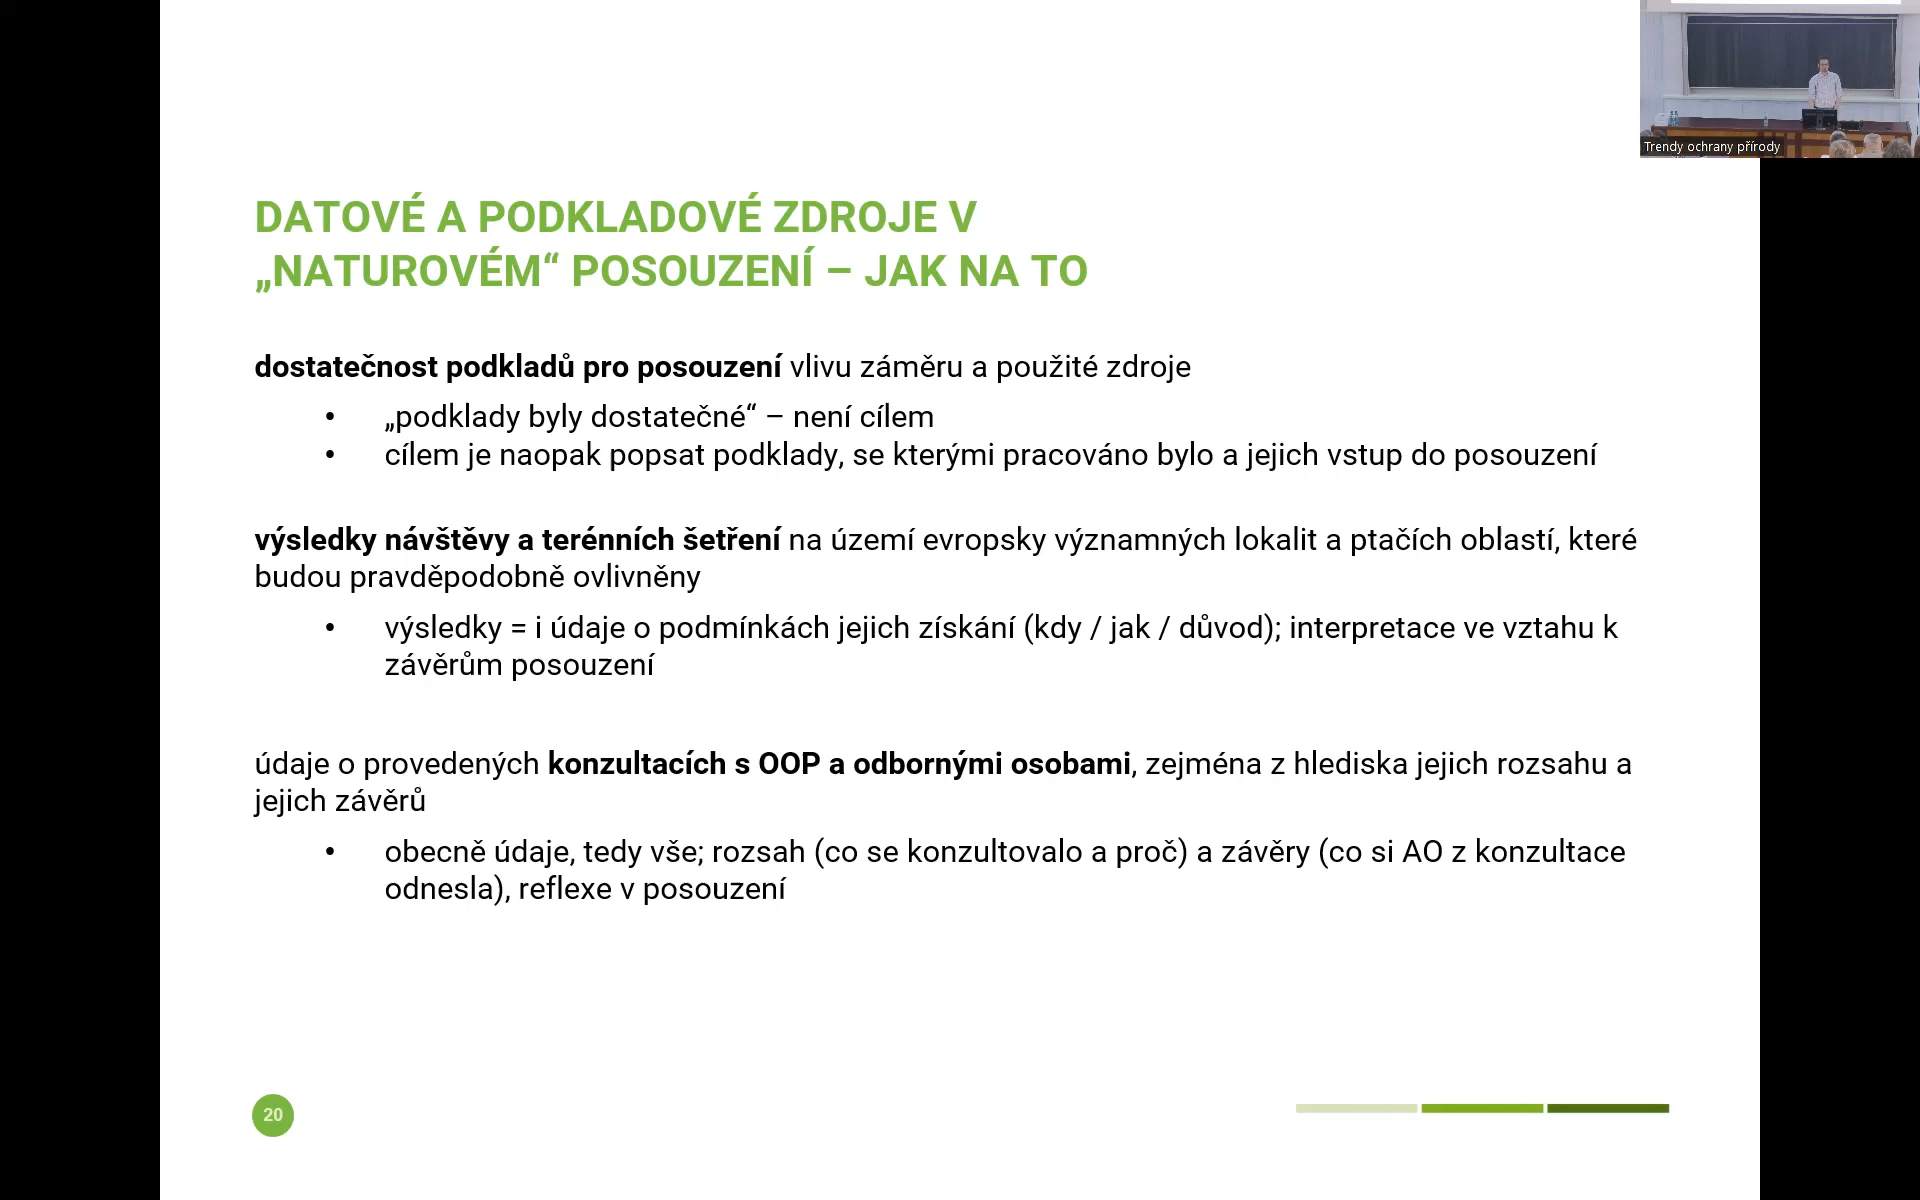 Trendy ochrany přírody
DATOVÉ A PODKLADOVÉ ZDROJE V
„NATUROVÉM“ POSOUZENÍ – JAK NA TO
dostatečnost podkladů pro posouzení vlivu záměru a použité zdroje
• „podklady byly dostatečné“ – není cílem
• cílem je naopak popsat podklady, se kterými pracováno bylo a jejich vstup do posouzení
výsledky návštěvy a terénních šetření na území evropsky významných lokalit a ptačích oblastí, které
budou pravděpodobně ovlivněny
• výsledky = i údaje o podmínkách jejich získání (kdy / jak / důvod); interpretace ve vztahu k
závěrům posouzení
údaje o provedených konzultacích s OOP a odbornými osobami, zejména z hlediska jejich rozsahu a
jejich závěrů
• obecně údaje, tedy vše; rozsah (co se konzultovalo a proč) a závěry (co si AO z konzultace
odnesla), reflexe v posouzení
20